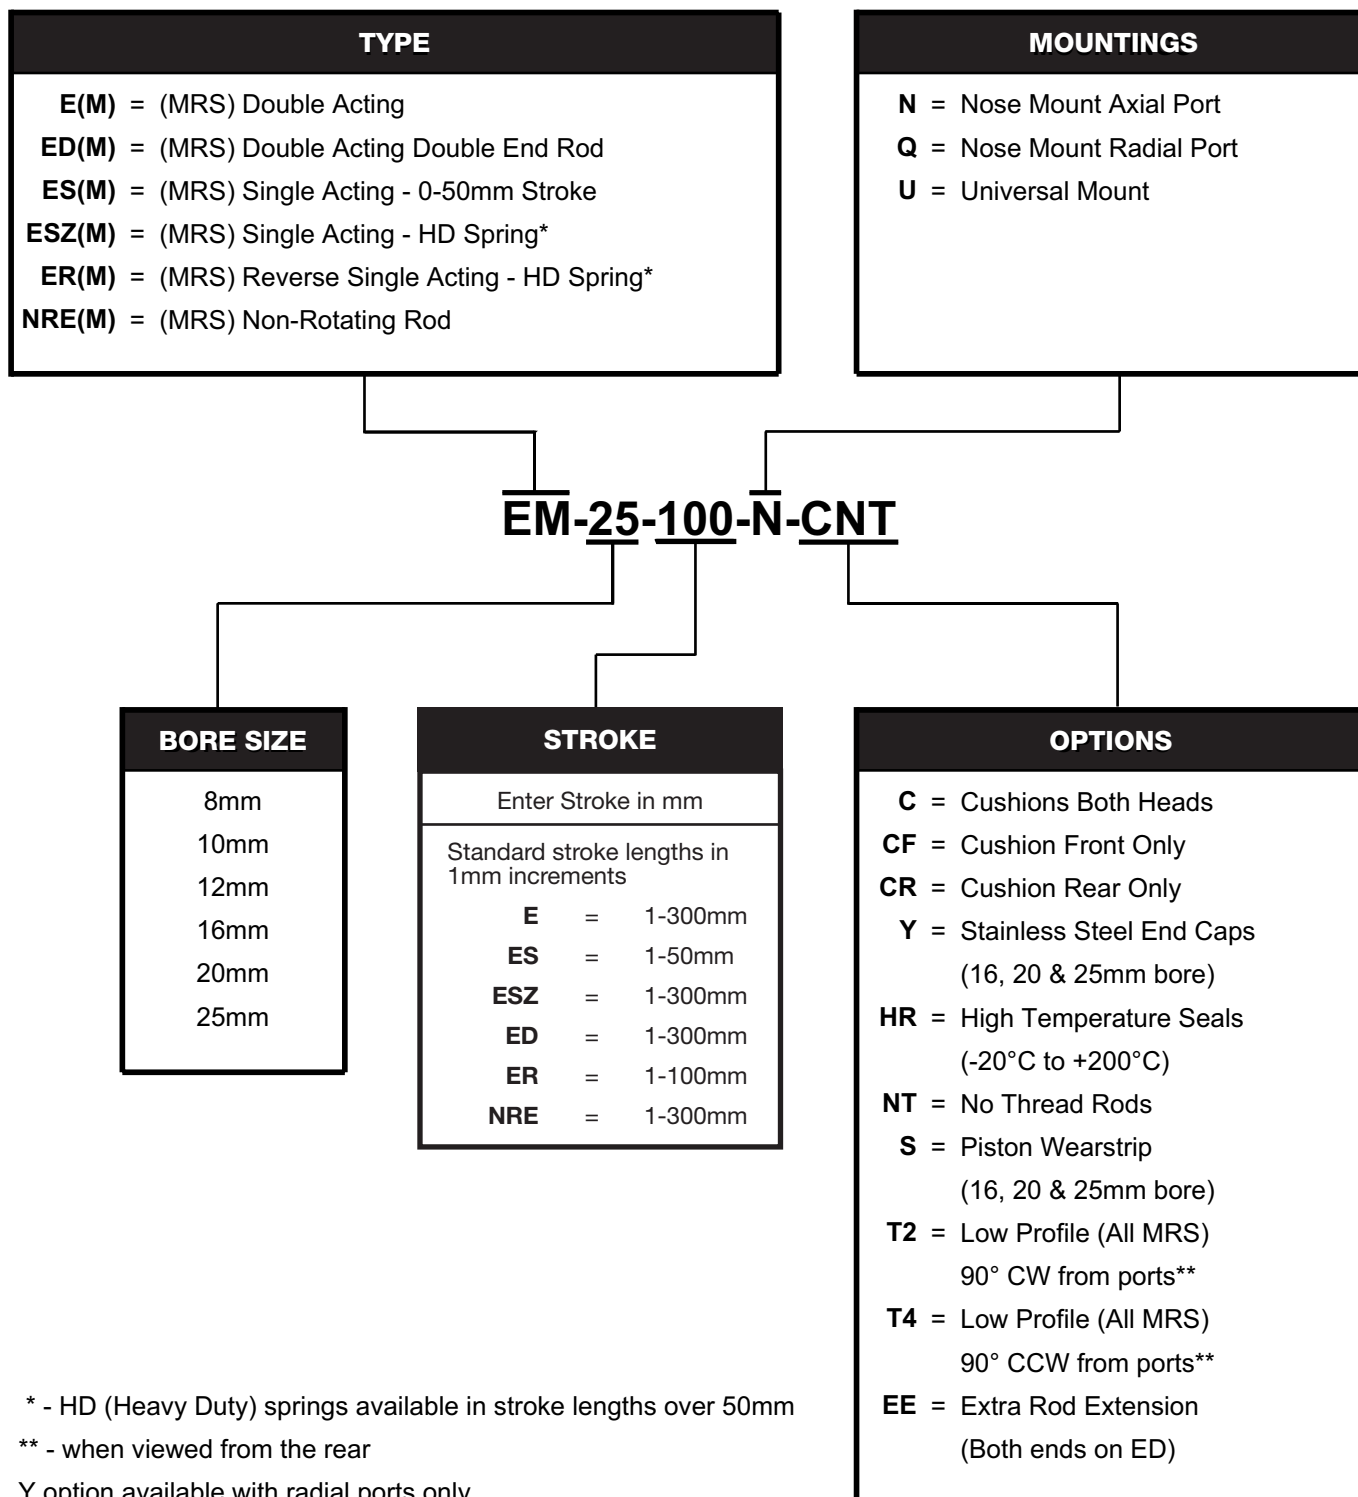 TYPE
E(M) = (MRS) Double Acting
ED(M) = (MRS) Double Acting Double End Rod
ES(M) = (MRS) Single Acting - 0-50mm Stroke
ESZ(M) = (MRS) Single Acting - HD Spring*
ER(M) = (MRS) Reverse Single Acting - HD Spring*
NRE(M) = (MRS) Non-Rotating Rod
MOUNTINGS
N = Nose Mount Axial Port
Q = Nose Mount Radial Port
U = Universal Mount
EM-25-100-N-CNT
BORE SIZE
8mm
10mm
12mm
16mm
20mm
25mm
STROKE
Enter Stroke in mm
Standard stroke lengths in
1mm increments
E = 1-300mm
ES = 1-50mm
ESZ = 1-300mm
ED = 1-300mm
ER = 1-100mm
NRE = 1-300mm
OPTIONS
C = Cushions Both Heads
CF = Cushion Front Only
CR = Cushion Rear Only
Y = Stainless Steel End Caps
(16, 20 & 25mm bore)
HR = High Temperature Seals
(-20°C to +200°C)
NT = No Thread Rods
S = Piston Wearstrip
(16, 20 & 25mm bore)
T2 = Low Profile (All MRS)
90° CW from ports**
T4 = Low Profile (All MRS)
90° CCW from ports**
EE = Extra Rod Extension
(Both ends on ED)
* - HD (Heavy Duty) springs available in stroke lengths over 50mm
** - when viewed from the rear
Y option available with radial ports only